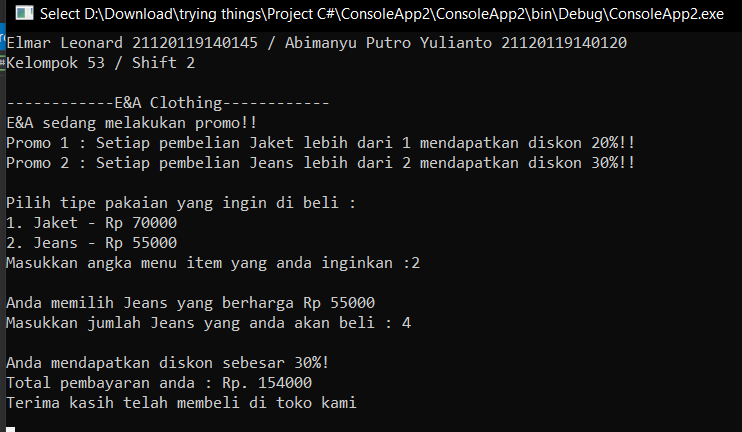 Select D:\Download\trying things\Project C#\ConsoleApp2\ConsoleApp2\bin\Debug\ConsoleApp2.exe
Elmar Leonard 21120119140145 / Abimanyu Putro Yulianto 21120119140120
Kelompok 53 / Shift 2
------------E&A Clothing------------
E&A sedang melakukan promo!!
Promo 1 : Setiap pembelian Jaket lebih dari 1 mendapatkan diskon 20%!!
Promo 2 : Setiap pembelian Jeans lebih dari 2 mendapatkan diskon 30%!!
Pilih tipe pakaian yang ingin di beli :
1. Jaket - Rp 70000
2. Jeans - Rp 55000
Masukkan angka menu item yang anda inginkan :2
Anda memilih Jeans yang berharga Rp 55000
Masukkan jumlah Jeans yang anda akan beli : 4
Anda mendapatkan diskon sebesar 30%!
Total pembayaran anda : Rp. 154000
Terima kasih telah membeli di toko kami